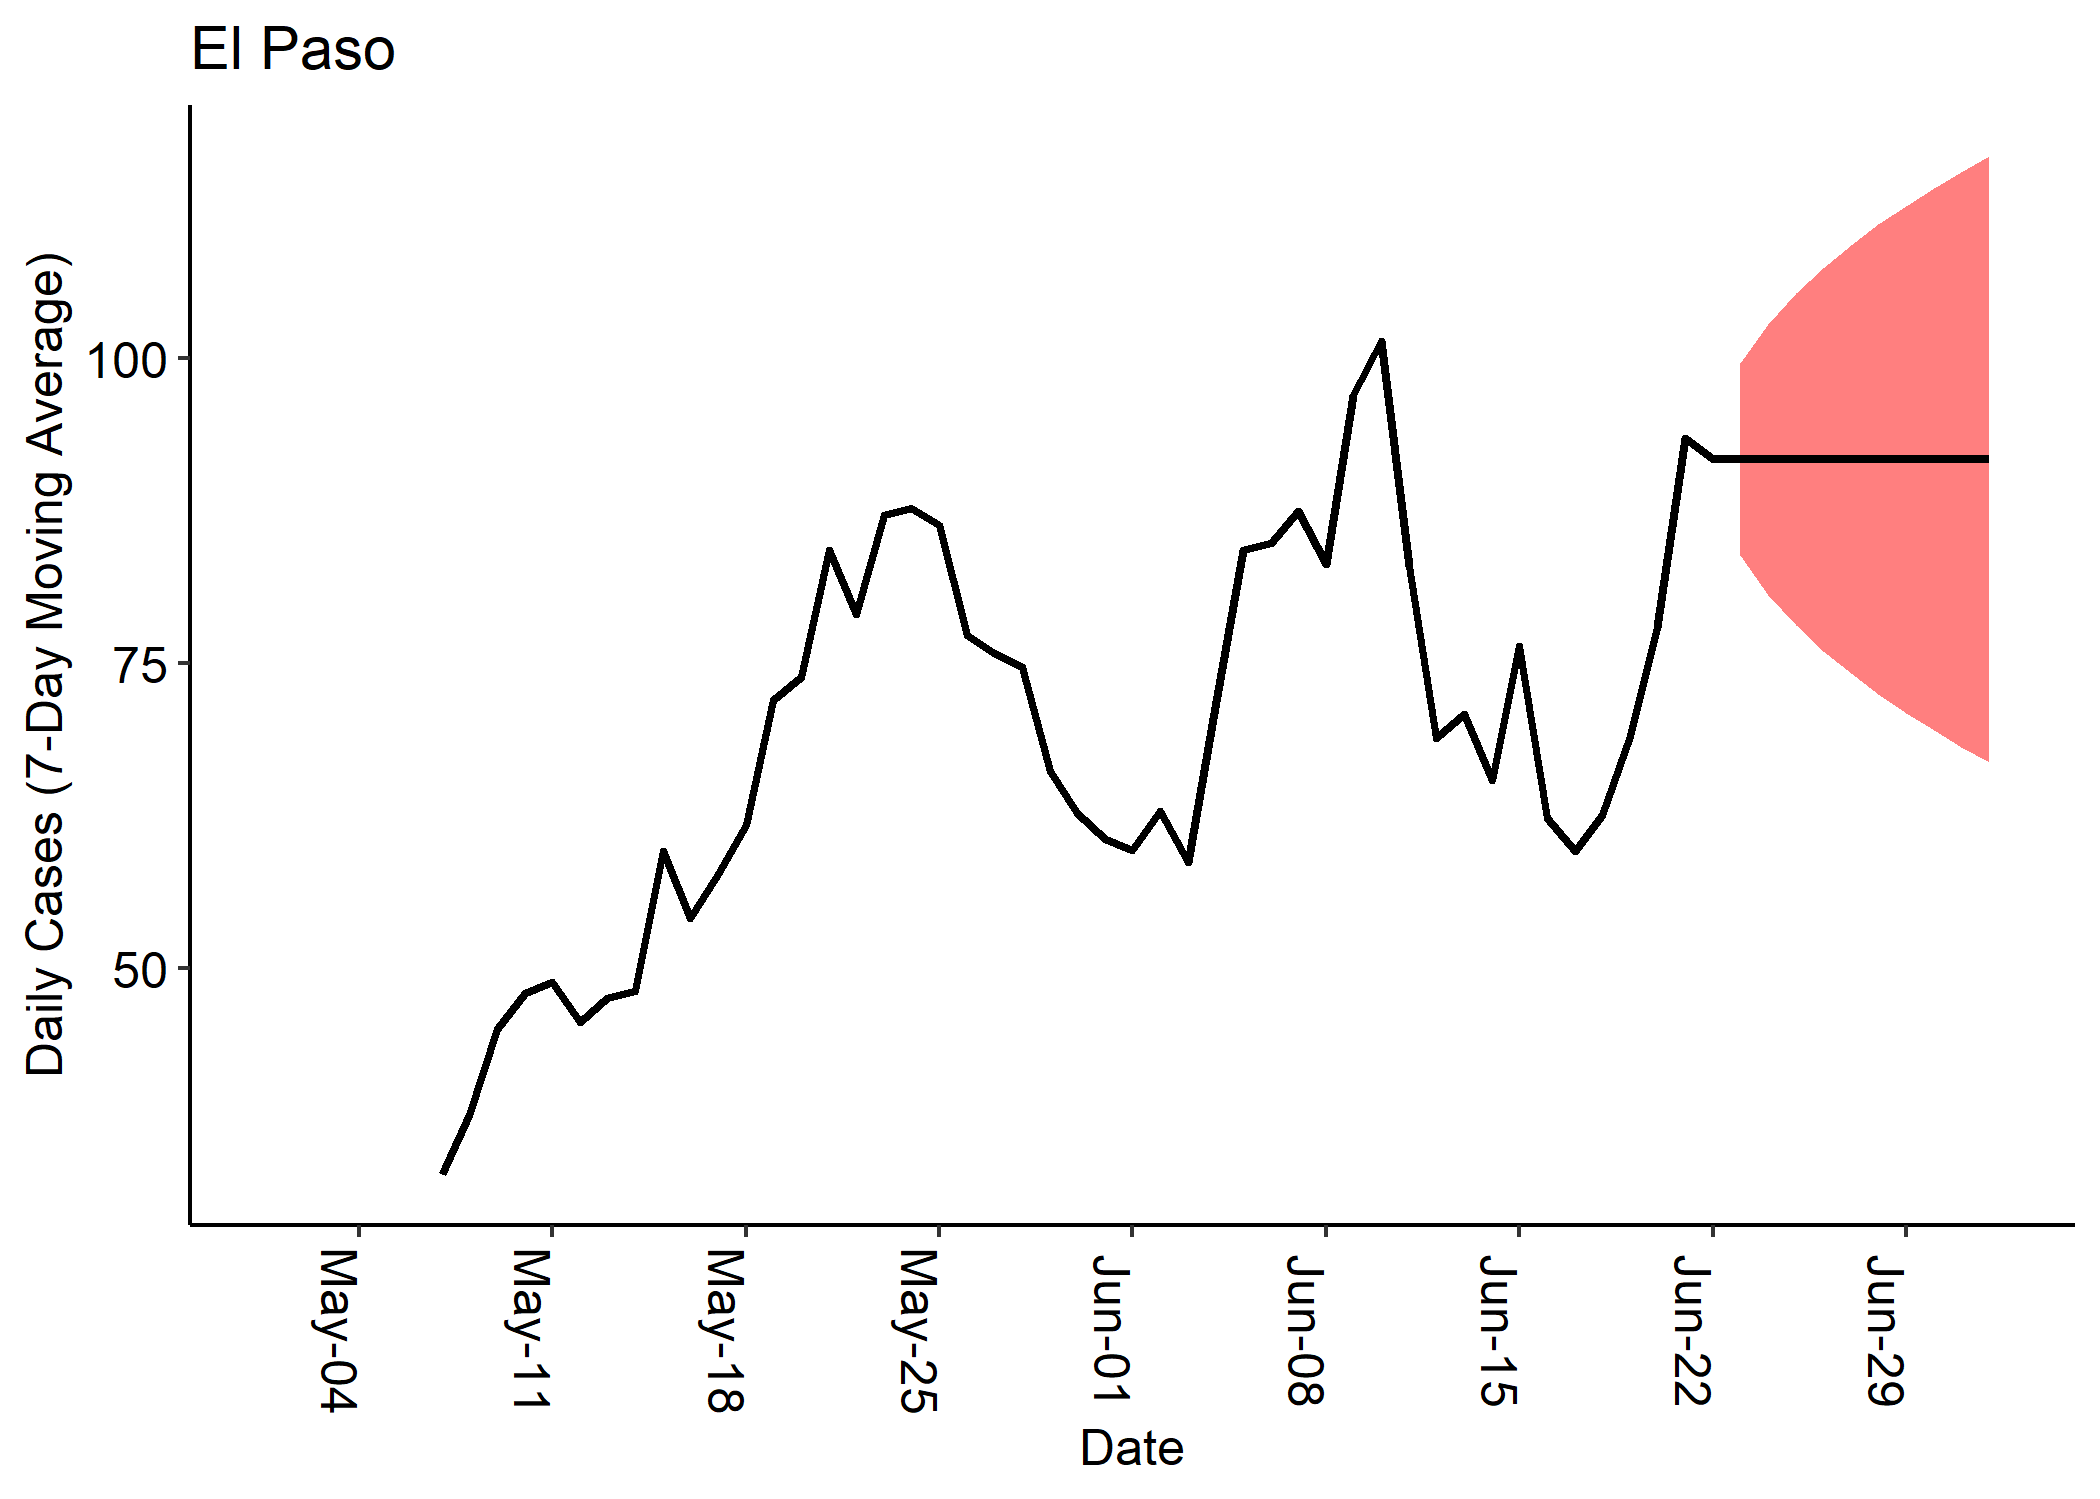 El Paso
Daily Cases (7-Day Moving Average)
100
75
50
May-04
May-11
May-18
May-25
Jun-01
Jun-08
Jun-15
Jun-22
Jun-29
Date